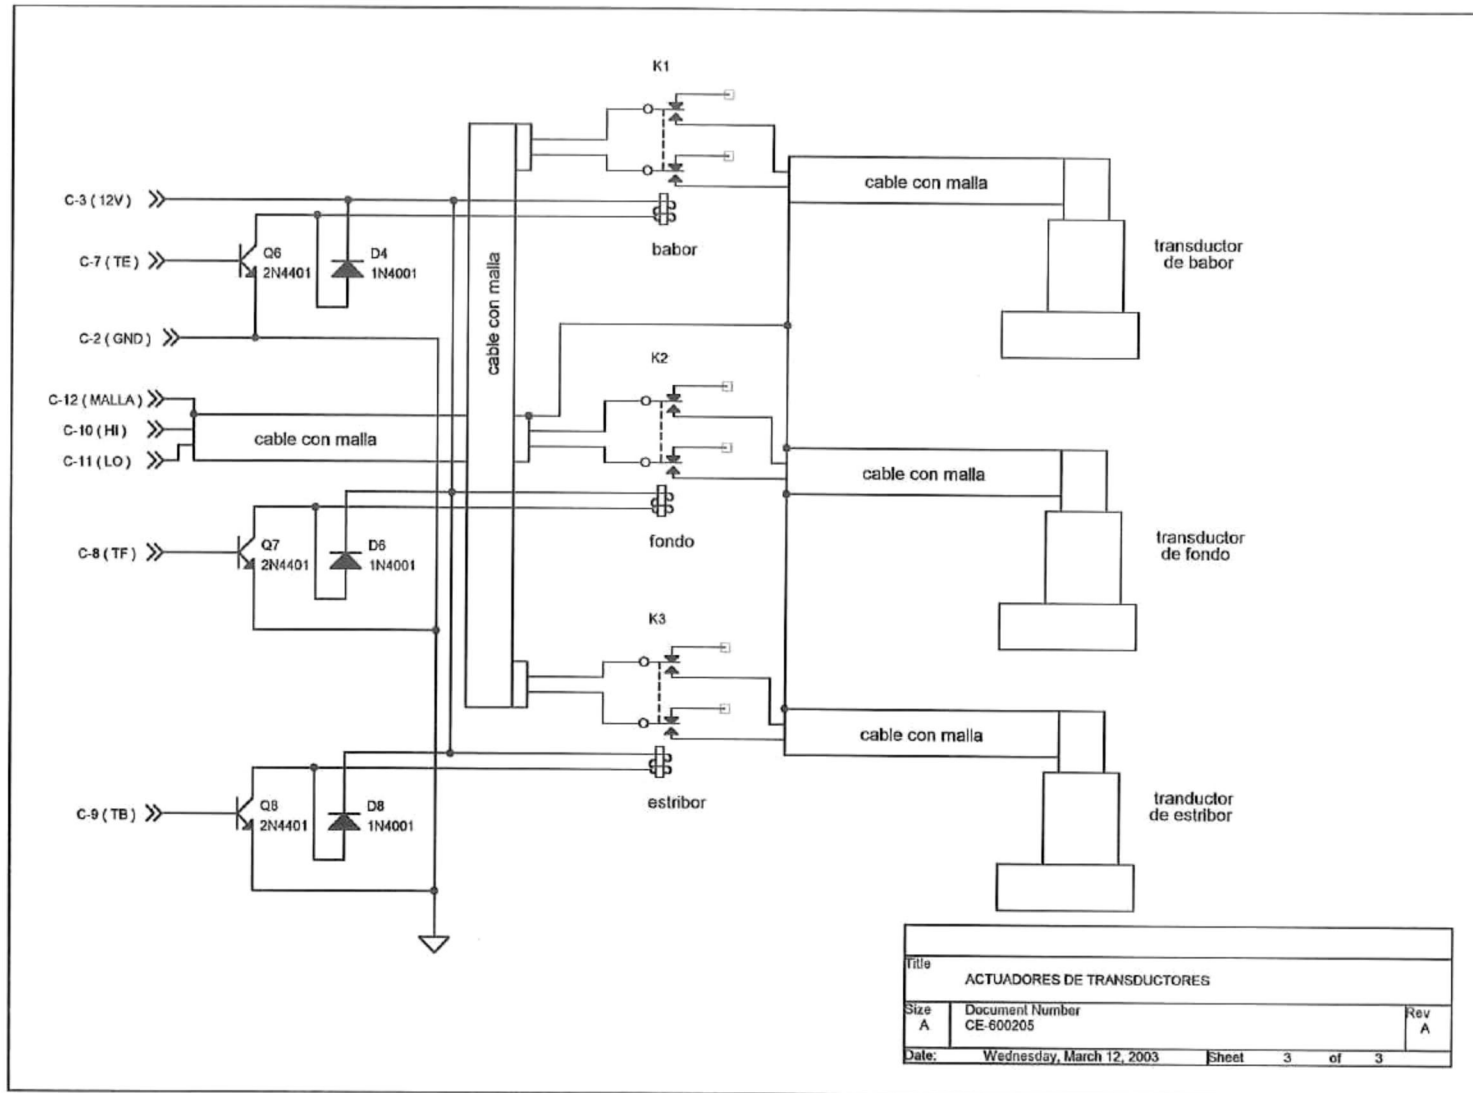 K1
cable con malla
C-3 ( 12V )
babor
transductor
de babor
C-7 ( TE )
Q6
2N4401
D4
1N4001
cable con malla
C-2 ( GND )
K2
C-12 ( MALLA )
C-10 ( HI )
cable con malla
C-11 ( LO )
cable con malla
fondo
transductor
de fondo
C-8 ( TF )
Q7
2N4401
D6
1N4001
K3
cable con malla
estribor
tranductor
de estribor
C-9 ( TB )
Q8
2N4401
D8
1N4001
Title
ACTUADORES DE TRANSDUCTORES
Size Document Number Rev
A CE-600205 A
Date: Wednesday, March 12, 2003 Sheet 3 of 3